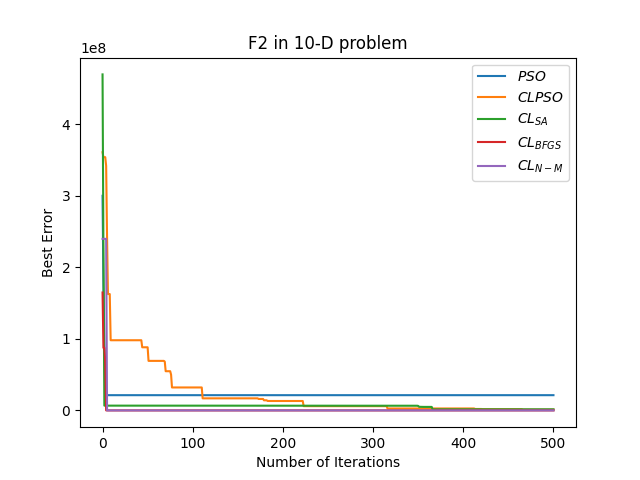 F2 in 10-D problem
1e8
PSO
CLPSO
CL_SA
CL_BFGS
CL_N−M
4
3
2
1
0
Best Error
0 100 200 300 400 500
Number of Iterations